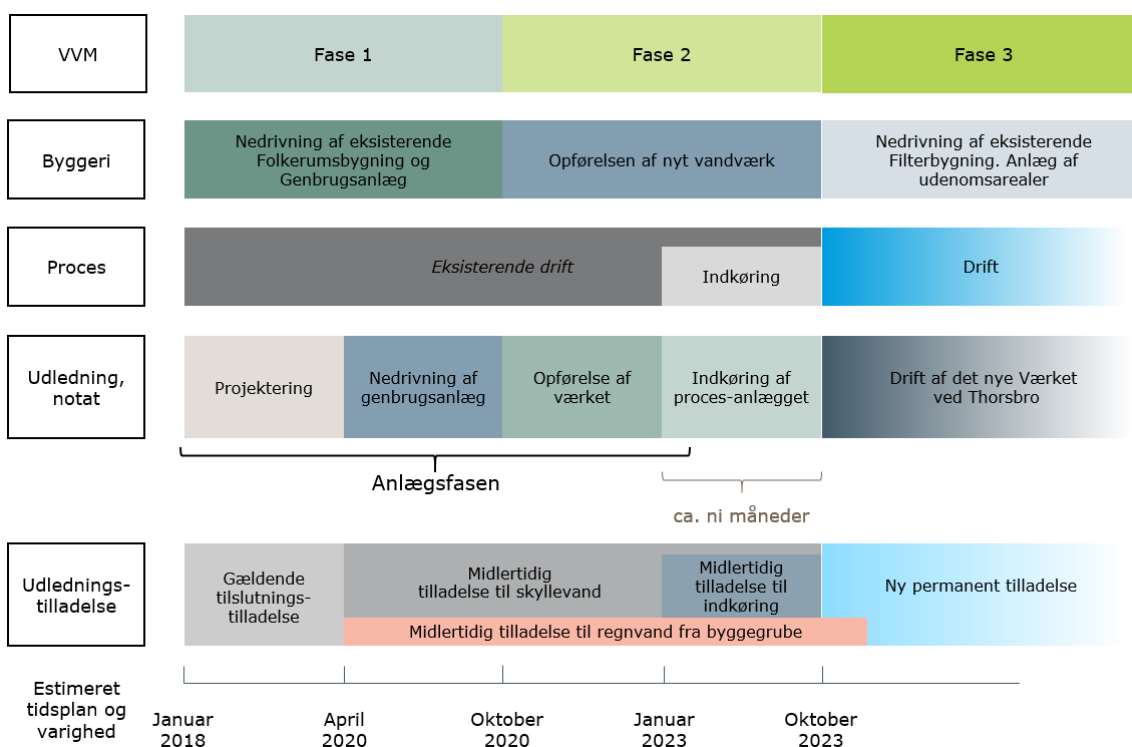 VVM
Fase 1
Fase 2
Fase 3
Byggeri
Nedrivning af eksisterende
Folkerumsbygning og
Genbrugsanlæg
Opførelsen af nyt vandværk
Nedrivning af eksisterende
Filterbygning. Anlæg af
udenomsarealer
Proces
Eksisterende drift
Indkøring
Drift
Udledning,
notat
Projektering
Nedrivning af
genbrugsanlæg
Opførelse af
værket
Indkøring af
proces-anlægget
Drift af det nye Værket
ved Thorsbro
Anlægsfasen
ca. ni måneder
Udlednings-
tilladelse
Gældende
tilslutnings-
tilladelse
Midlertidig
tilladelse til skyllevand
Midlertidig
tilladelse til
indkøring
Ny permanent tilladelse
Midlertidig tilladelse til regnvand fra byggegrube
Estimeret
tidsplan og
varighed
Januar
2018
April
2020
Oktober
2020
Januar
2023
Oktober
2023